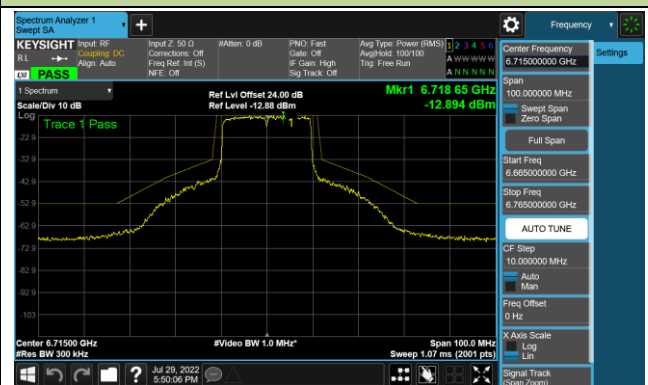 Spectrum Analyzer 1
Swept SA
Frequency
KEYSIGHT
Input: RF
Coupling: DC
Align: Auto
R L
LXI
PASS
Input Z: 50 Ω
Corrections: Off
Freq Ref: Int (S)
NFE: Off
#Atten: 0 dB
PNO: Fast
Gate: Off
IF Gain: High
Sig Track: Off
Avg Type: Power (RMS)
Avg|Hold: 100/100
Trig: Free Run
1 2 3 4 5 6
A W W W W W
A N N N N N
1 Spectrum
Scale/Div 10 dB
Ref Lvl Offset 24.00 dB
Ref Level -12.88 dBm
Mkr1 6.718 65 GHz
-12.894 dBm
Log
Trace 1 Pass
1
-22.9
-32.9
-42.9
-52.9
-62.9
-72.9
-82.9
-92.9
-103
Center 6.71500 GHz
#Res BW 300 kHz
#Video BW 1.0 MHz*
Span 100.0 MHz
Sweep 1.07 ms (2001 pts)
Jul 29, 2022
5:50:06 PM
Center Frequency
6.715000000 GHz
Settings
Span
100.000000 MHz
Swept Span
Zero Span
Full Span
Start Freq
6.665000000 GHz
Stop Freq
6.765000000 GHz
AUTO TUNE
CF Step
10.000000 MHz
Auto
Man
Freq Offset
0 Hz
X Axis Scale
Log
Lin
Signal Track
(Span Zoom)